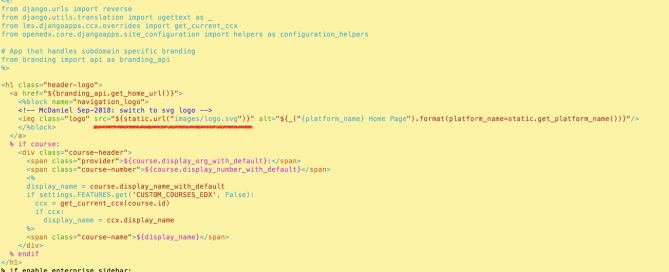 <%!
from django.urls import reverse
from django.utils.translation import ugettext as _
from lms.djangoapps.ccx.overrides import get_current_ccx
from openedx.core.djangoapps.site_configuration import helpers as configuration_helpers
# App that handles subdomain specific branding
from branding import api as branding_api
%>
<h1 class="header-logo">
<a href="${branding_api.get_home_url()}">
<%block name="navigation_logo">
<!-- McDaniel Sep-2018: switch to svg logo -->
<img class="logo" src="${static.url("images/logo.svg")}" alt="${_("{platform_name} Home Page").format(platform_name=static.get_platform_name())}"/>
</%block>
</a>
% if course:
<div class="course-header">
<span class="provider">${course.display_org_with_default}:</span>
<span class="course-number">${course.display_number_with_default}</span>
<%
display_name = course.display_name_with_default
if settings.FEATURES.get('CUSTOM_COURSES_EDX', False):
ccx = get_current_ccx(course.id)
if ccx:
display_name = ccx.display_name
%>
<span class="course-name">${display_name}</span>
</div>
% endif
</h1>
% if enable_enterprise_sidebar: